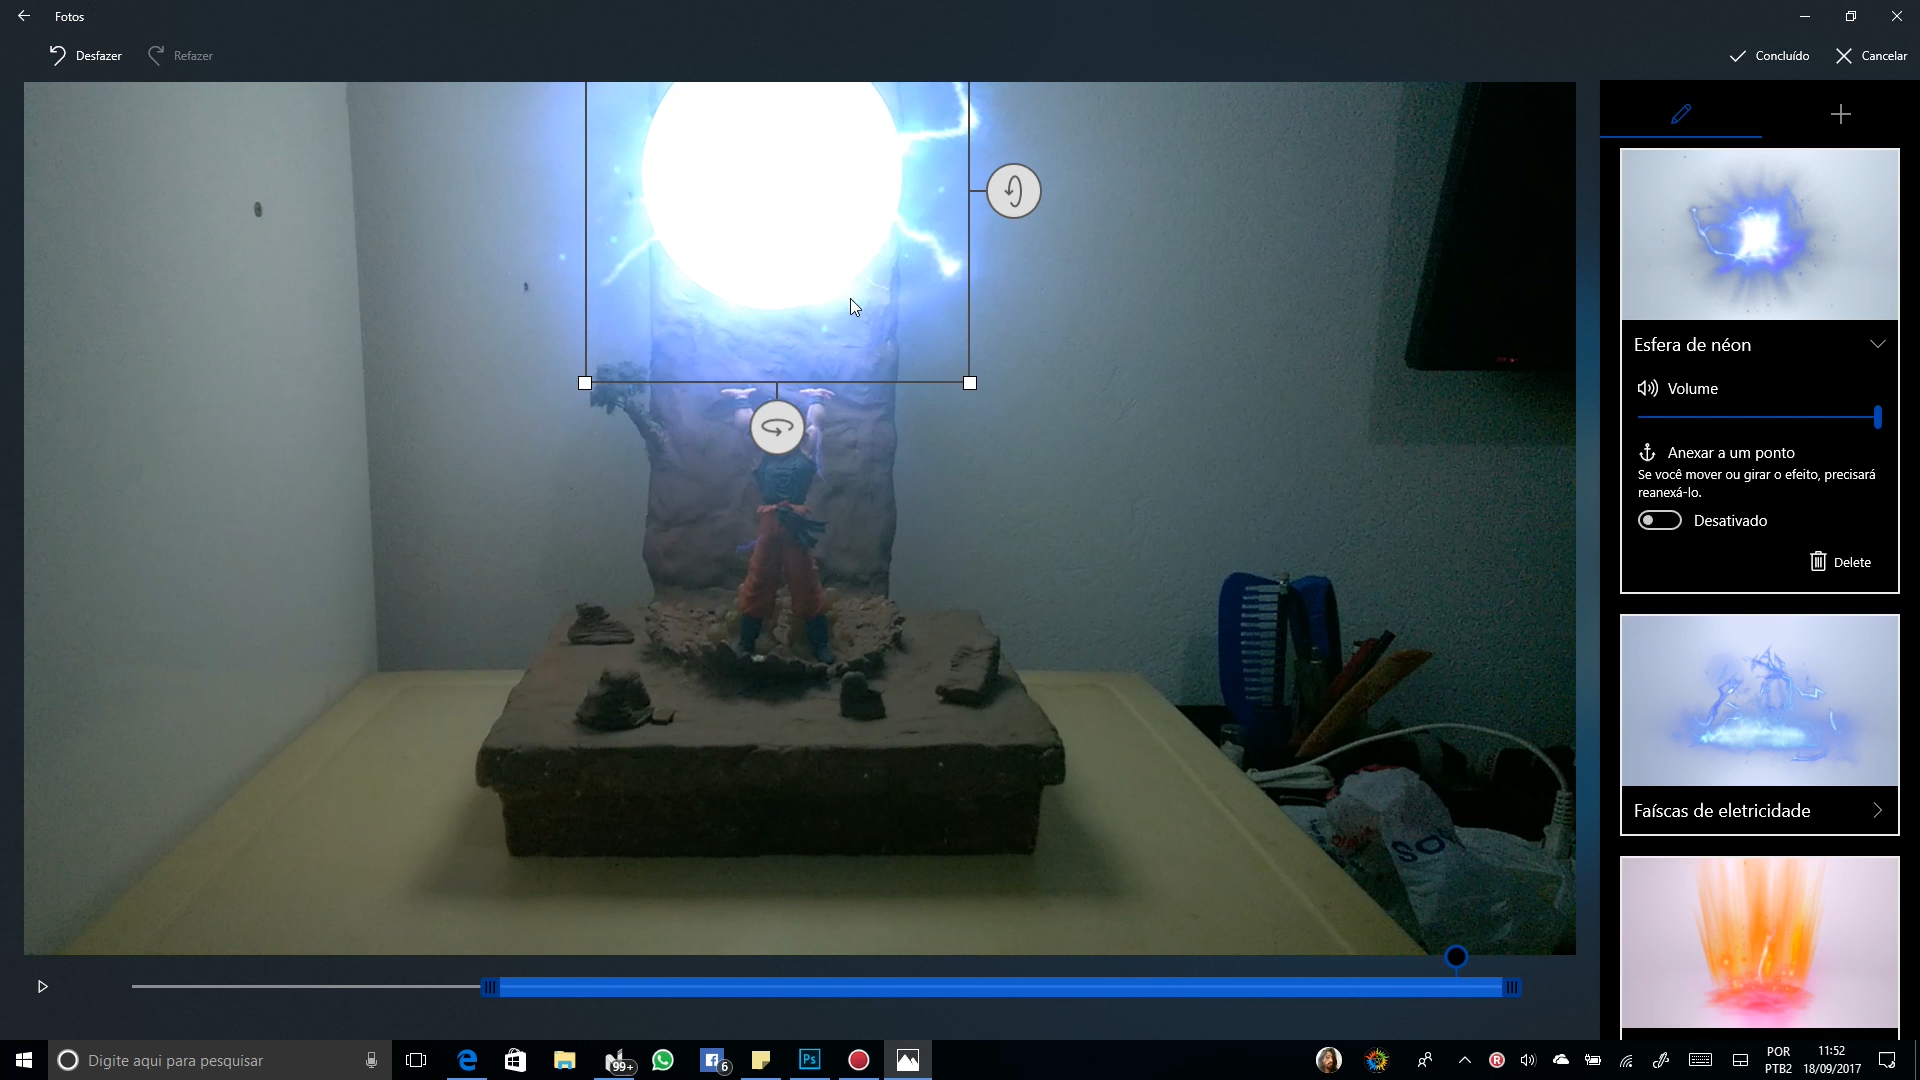 Fotos
Desfazer
Refazer
Concluído
Cancelar
Esfera de néon
Volume
Anexar a um ponto
Se você mover ou girar o efeito, precisará
reanexá-lo.
Desativado
Delete
Faíscas de eletricidade
Digite aqui para pesquisar
99+
6
Ps
R
POR
PTB2
11:52
18/09/2017